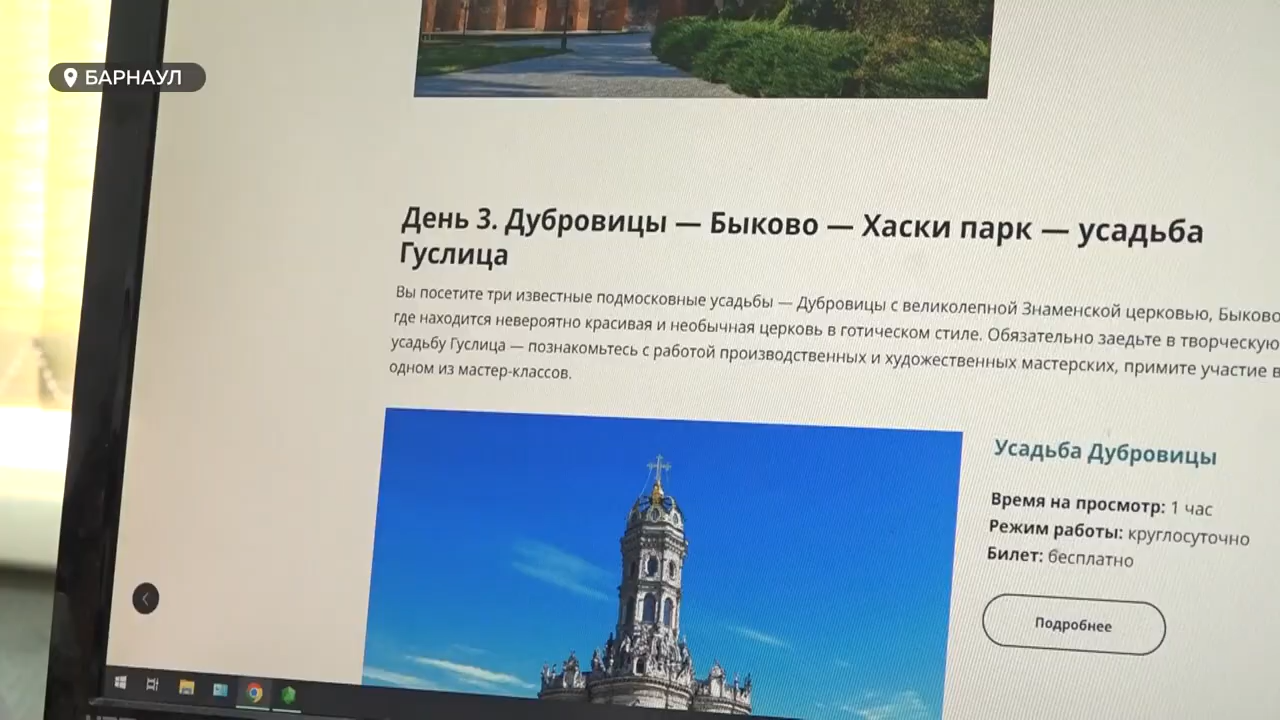 БАРНАУЛ
День 3. Дубровицы — Быково — Хаски парк — усадьба
Гуслица
Вы посетите три известные подмосковные усадьбы — Дубровицы с великолепной Знаменской церковью, Быково
где находится невероятно красивая и необычная церковь в готическом стиле. Обязательно заедьте в творческую
усадьбу Гуслица — познакомьтесь с работой производственных и художественных мастерских, примите участие в
одном из мастер-классов.
Усадьба Дубровицы
Время на просмотр: 1 час
Режим работы: круглосуточно
Билет: бесплатно
Подробнее